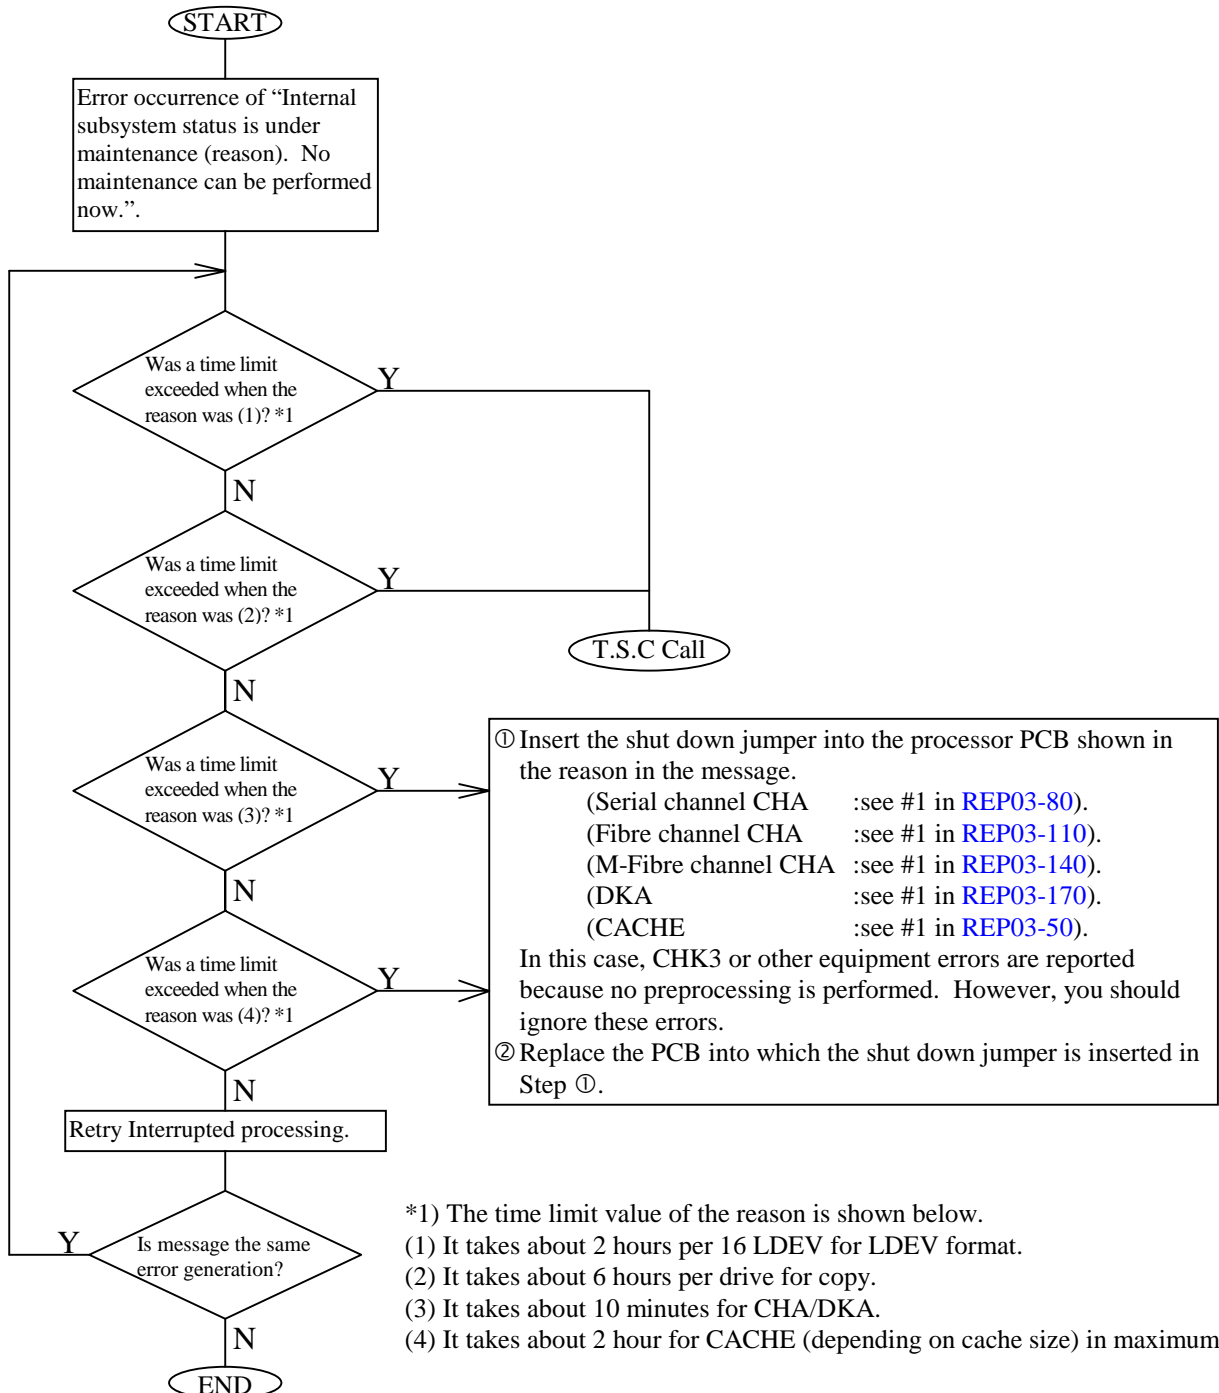 START
Error occurrence of “Internal
subsystem status is under
maintenance (reason).  No
maintenance can be performed
now.”.
Was a time limit
exceeded when the
reason was (1)? *1
Y
N
Was a time limit
exceeded when the
reason was (2)? *1
Y
T.S.C Call
N
Was a time limit
exceeded when the
reason was (3)? *1
Y
① Insert the shut down jumper into the processor PCB shown in
the reason in the message.
(Serial channel CHA :see #1 in REP03-80).
(Fibre channel CHA :see #1 in REP03-110).
(M-Fibre channel CHA :see #1 in REP03-140).
(DKA :see #1 in REP03-170).
(CACHE :see #1 in REP03-50).
In this case, CHK3 or other equipment errors are reported
because no preprocessing is performed.  However, you should
ignore these errors.
② Replace the PCB into which the shut down jumper is inserted in
Step ①.
N
Was a time limit
exceeded when the
reason was (4)? *1
Y
N
Retry Interrupted processing.
Is message the same
error generation?
Y
N
END
*1) The time limit value of the reason is shown below.
(1) It takes about 2 hours per 16 LDEV for LDEV format.
(2) It takes about 6 hours per drive for copy.
(3) It takes about 10 minutes for CHA/DKA.
(4) It takes about 2 hour for CACHE (depending on cache size) in maximum